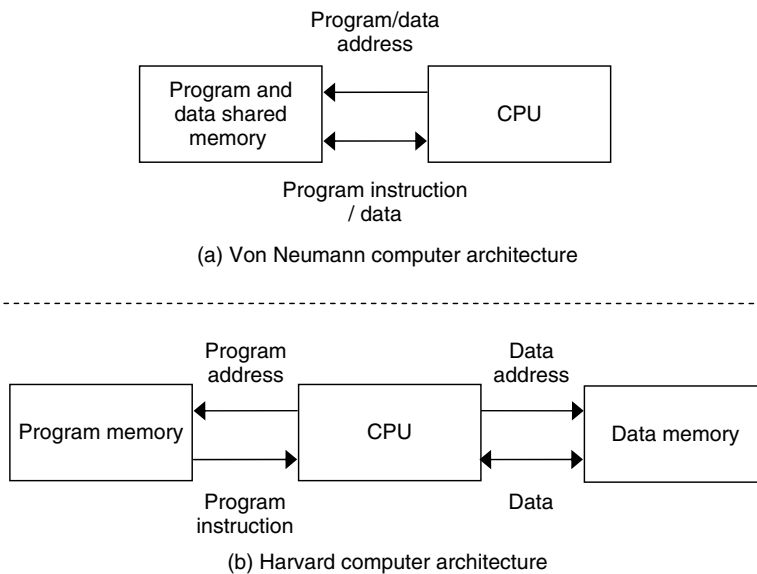 Program/data
address
Program and
data shared
memory
CPU
Program instruction
/ data
(a) Von Neumann computer architecture
Program
address
Data
address
Program memory
CPU
Data memory
Program
instruction
Data
(b) Harvard computer architecture